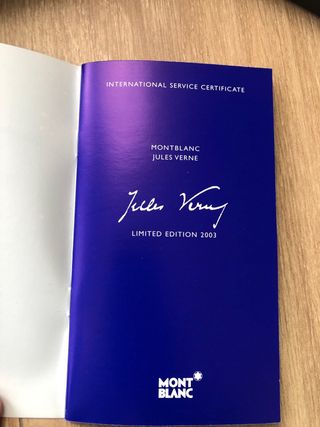 INTERNATIONAL SERVICE CERTIFICATE
MONTBLANC
JULES VERNE
Jules Verne
LIMITED EDITION 2003
MONT
BLANC